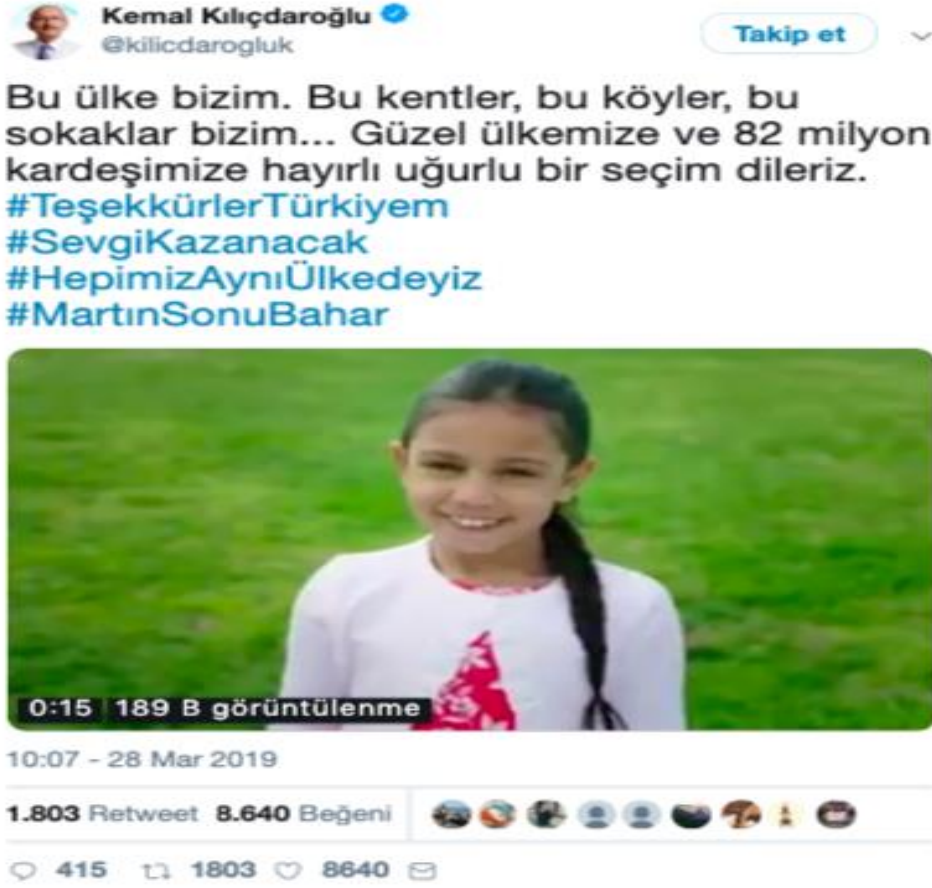 Kemal Kılıçdaroğlu
@kilicdarogluk
Takip et
Bu ülke bizim. Bu kentler, bu köyler, bu
sokaklar bizim... Güzel ülkemize ve 82 milyon
kardeşimize hayırlı uğurlu bir seçim dileriz.
#TeşekkürlerTürkiyem
#SevgiKazanacak
#HepimizAynıÜlkedeyiz
#MartınSonuBahar
0:15 189 B görüntülenme
10:07 - 28 Mar 2019
1.803 Retweet 8.640 Beğeni
415 1803 8640